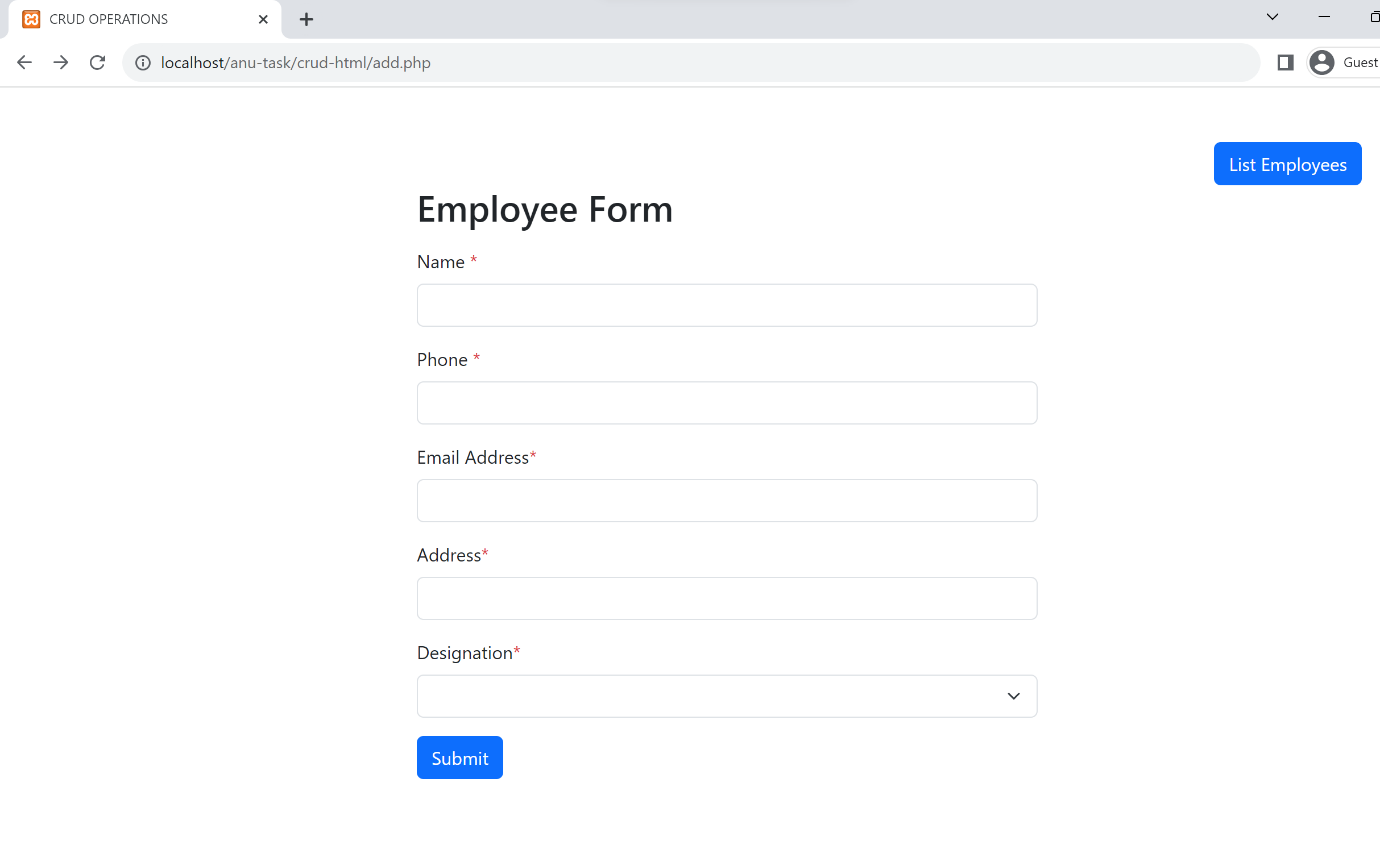 CRUD OPERATIONS
localhost/anu-task/crud-html/add.php
Guest
List Employees
Employee Form
Name *
Phone *
Email Address*
Address*
Designation*
Submit